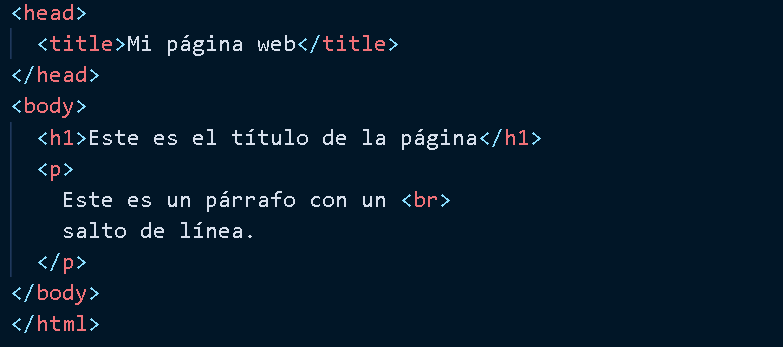 <head>
<title>Mi página web</title>
</head>
<body>
<h1>Este es el título de la página</h1>
<p>
Este es un párrafo con un <br>
salto de línea.
</p>
</body>
</html>